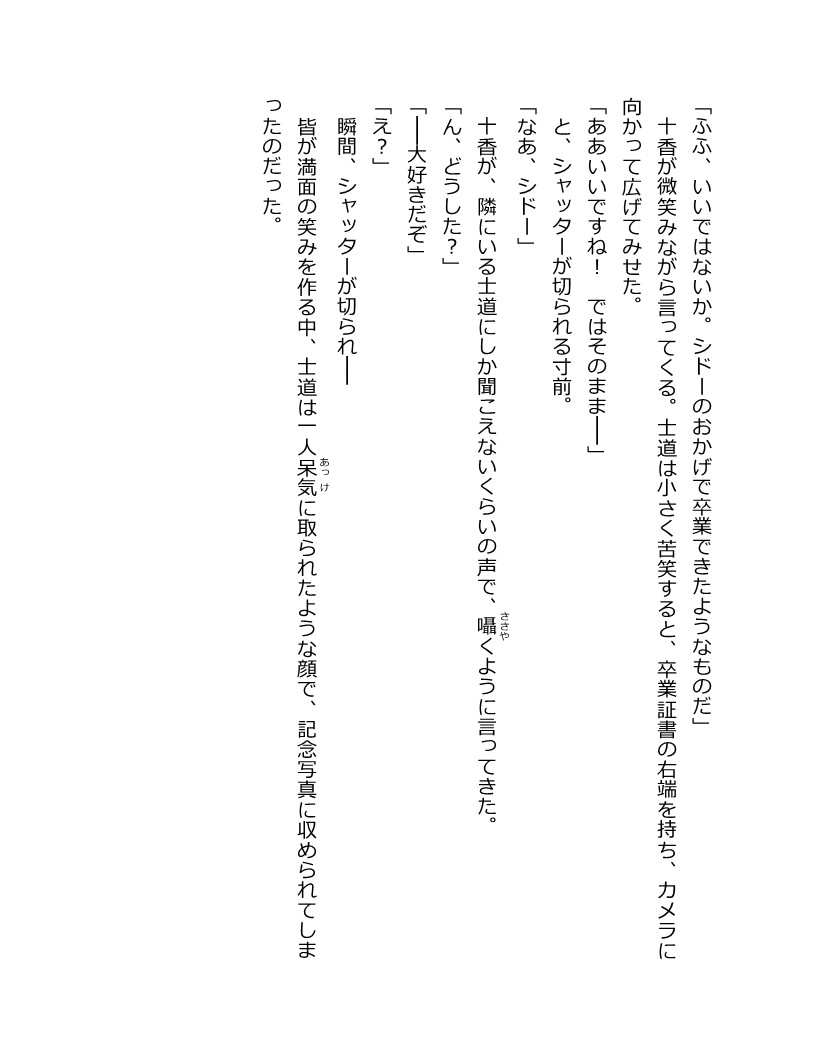 「ふふ、いいではないか。シドーのおかげで卒業できたようなものだ」
　十香が微笑みながら言ってくる。士道は小さく苦笑すると、卒業証書の右端を持ち、カメラに
向かって広げてみせた。
「ああいいですね！　ではそのまま――」
　と、シャッターが切られる寸前。
「なあ、シドー」
　十香が、隣にいる士道にしか聞こえないくらいの声で、囁くように言ってきた。
ささや
「ん、どうした？」
「――大好きだぞ」
「え？」
　瞬間、シャッターが切られ――
　皆が満面の笑みを作る中、士道は一人呆気に取られたような顔で、記念写真に収められてしま
あっけ
ったのだった。